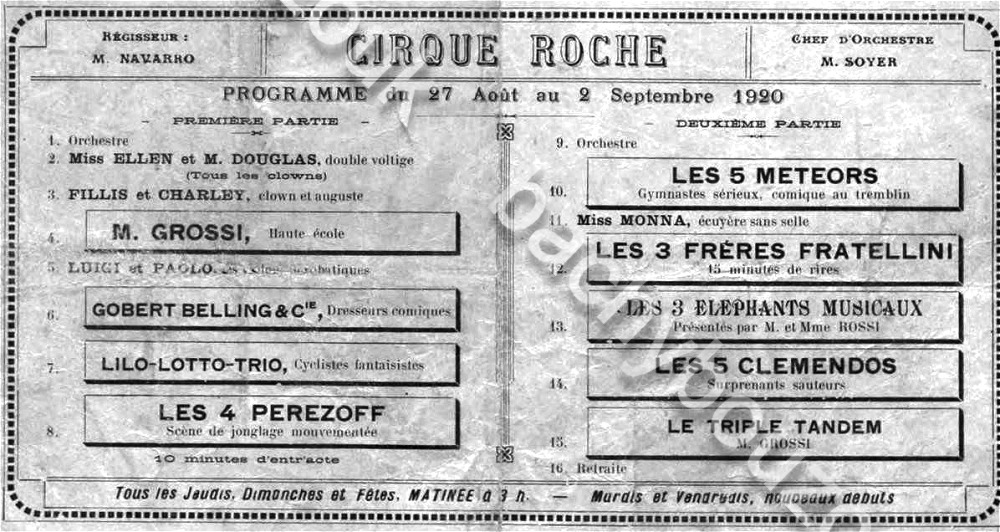 RÉGISSEUR :
M. NAVARRO
CIRQUE ROCHE
CHEF D'ORCHESTRE
M. SOYER
PROGRAMME du 27 Août au 2 Septembre 1920
- PREMIÈRE PARTIE -
1. Orchestre
2. Miss ELLEN et M. DOUGLAS, double voltige
(Tous les clowns)
3. FILLIS et CHARLEY, clown et auguste
4. M. GROSSI, Haute école
5. LUIGI et PAOLO,
6. GOBERT BELLING & Cie, Dresseurs comiques
7. LILO-LOTTO-TRIO, Cyclistes fantaisistes
LES 4 PEREZOFF
8. Scène de jonglage mouvementée
10 minutes d'entr'acte
- DEUXIÈME PARTIE -
9. Orchestre
LES 5 METEORS
10. Gymnastes sérieux, comique au tremblin
11. Miss MONNA, écuyère sans selle
LES 3 FRÈRES FRATELLINI
12. 15 minutes de rires
LES 3 ELEPHANTS MUSICAUX
13. Présentés par M. et Mme ROSSI
LES 5 CLEMENDOS
14. Surprenants sauteurs
LE TRIPLE TANDEM
15. M. GROSSI
16. Retraite
Tous les Jeudis, Dimanches et Fêtes, MATINÉE à 3 h. — Mardis et Vendredis, nouveaux débuts